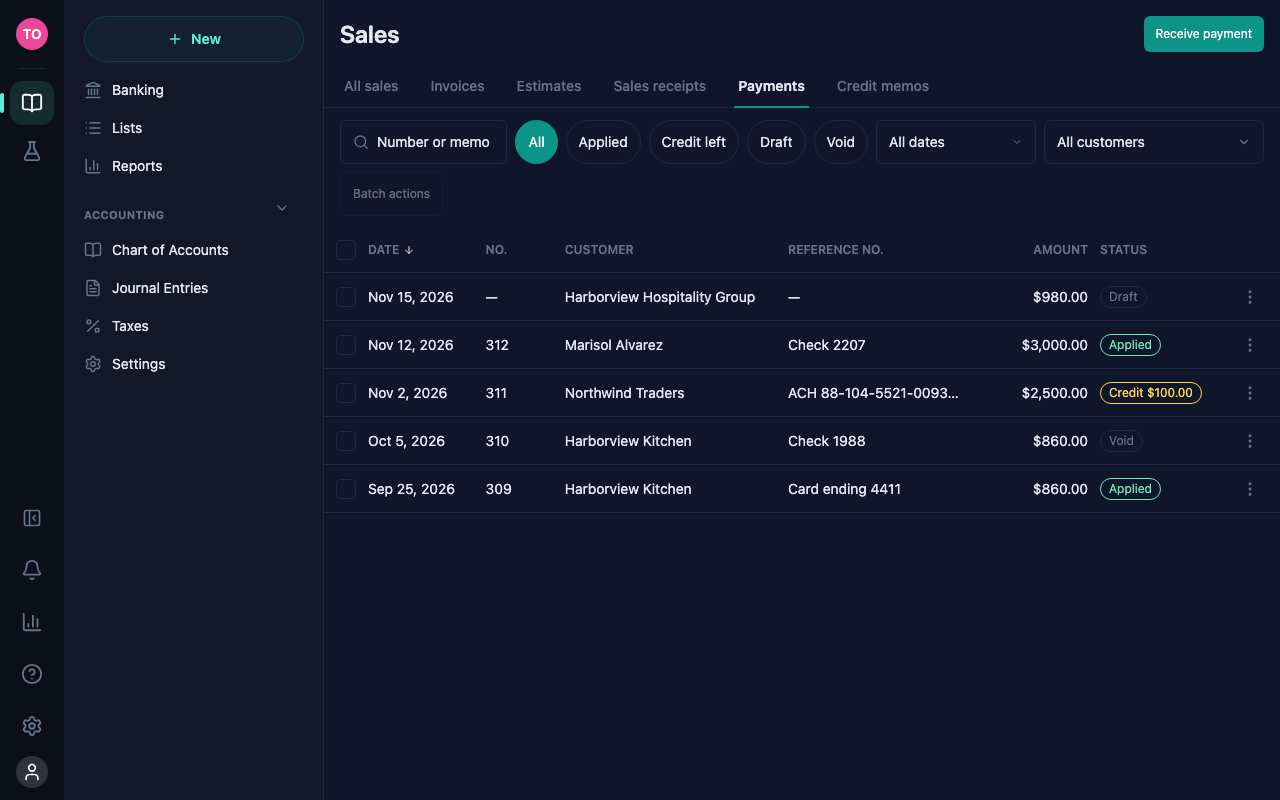 TO
New
Banking
Lists
Reports
ACCOUNTING
Chart of Accounts
Journal Entries
Taxes
Settings
Sales
Receive payment
All sales
Invoices
Estimates
Sales receipts
Payments
Credit memos
Number or memo
All
Applied
Credit left
Draft
Void
All dates
All customers
Batch actions
DATE NO. CUSTOMER REFERENCE NO. AMOUNT STATUS
Nov 15, 2026 — Harborview Hospitality Group — $980.00 Draft
Nov 12, 2026 312 Marisol Alvarez Check 2207 $3,000.00 Applied
Nov 2, 2026 311 Northwind Traders ACH 88-104-5521-0093… $2,500.00 Credit $100.00
Oct 5, 2026 310 Harborview Kitchen Check 1988 $860.00 Void
Sep 25, 2026 309 Harborview Kitchen Card ending 4411 $860.00 Applied